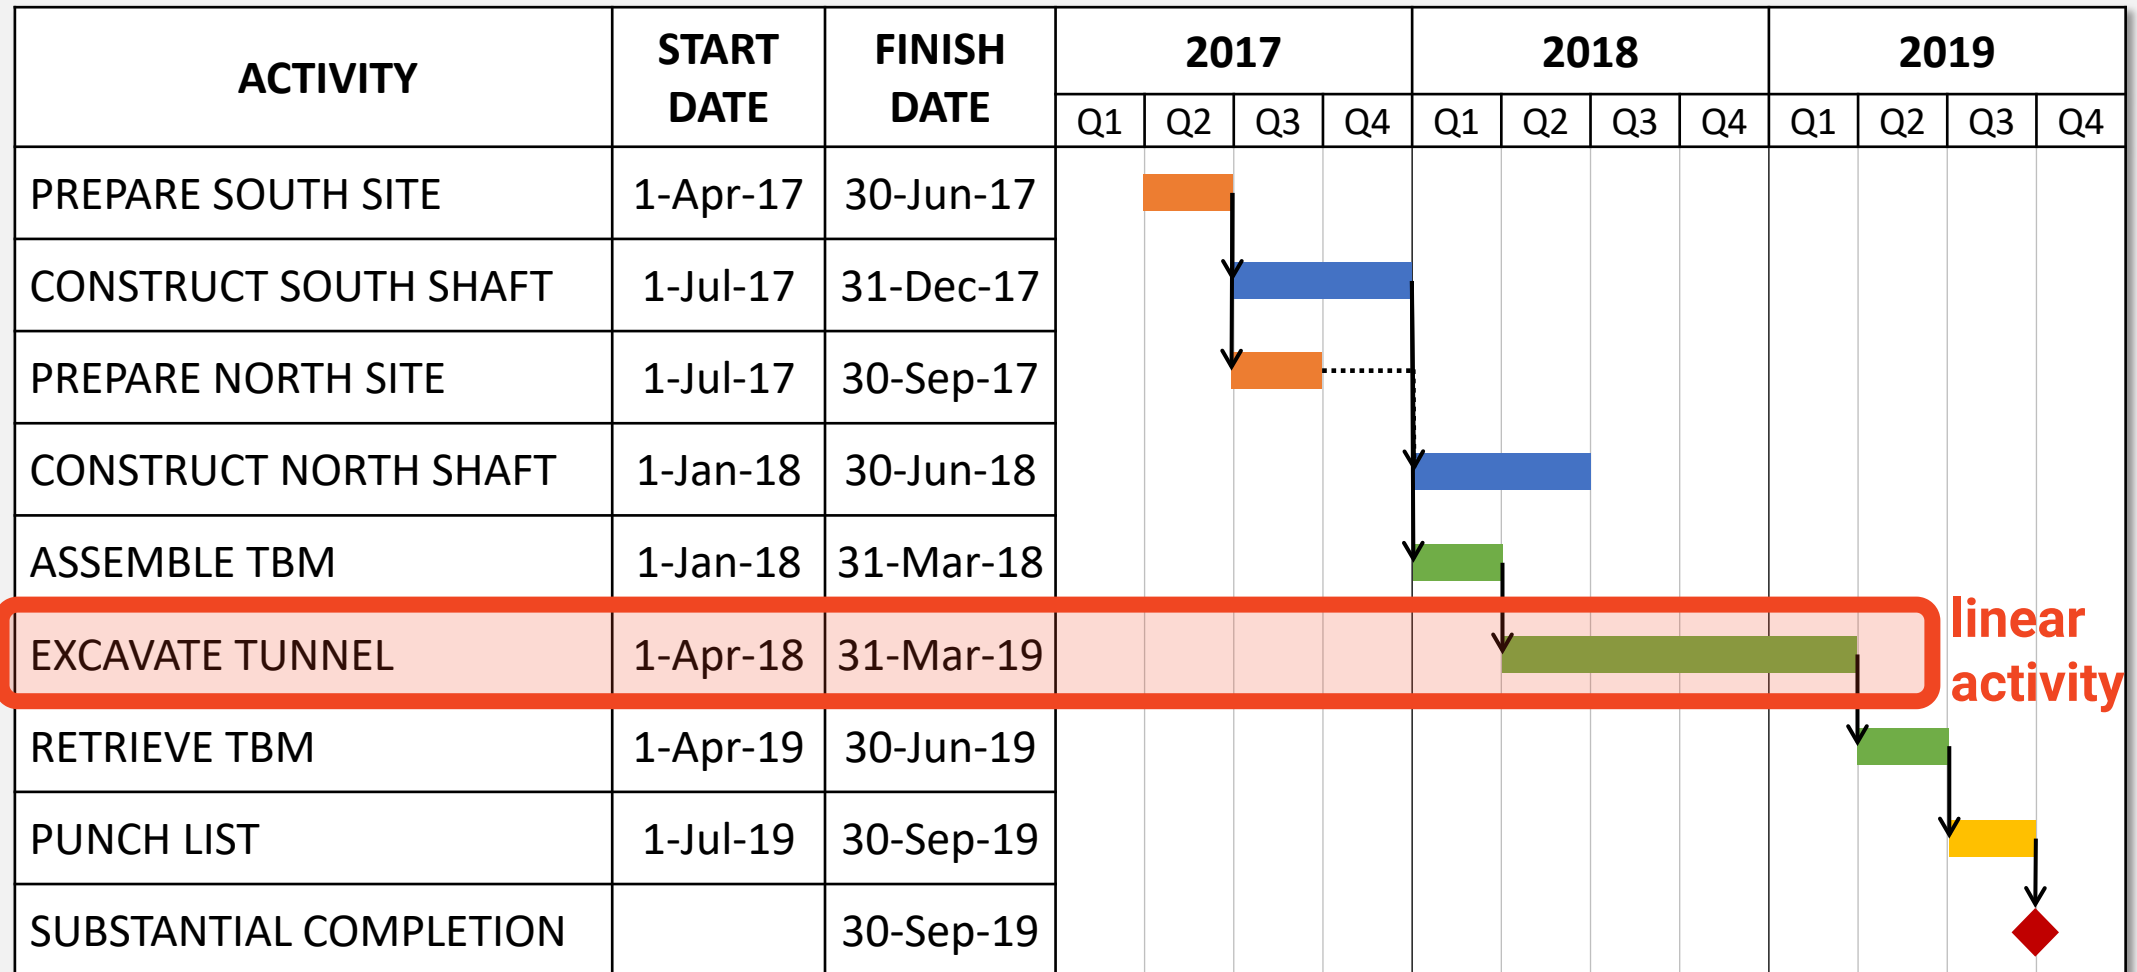 ACTIVITY START DATE FINISH DATE 2017 2018 2019
Q1 Q2 Q3 Q4 Q1 Q2 Q3 Q4 Q1 Q2 Q3 Q4
PREPARE SOUTH SITE 1-Apr-17 30-Jun-17
CONSTRUCT SOUTH SHAFT 1-Jul-17 31-Dec-17
PREPARE NORTH SITE 1-Jul-17 30-Sep-17
CONSTRUCT NORTH SHAFT 1-Jan-18 30-Jun-18
ASSEMBLE TBM 1-Jan-18 31-Mar-18
EXCAVATE TUNNEL 1-Apr-18 31-Mar-19
linear
activity
RETRIEVE TBM 1-Apr-19 30-Jun-19
PUNCH LIST 1-Jul-19 30-Sep-19
SUBSTANTIAL COMPLETION 30-Sep-19